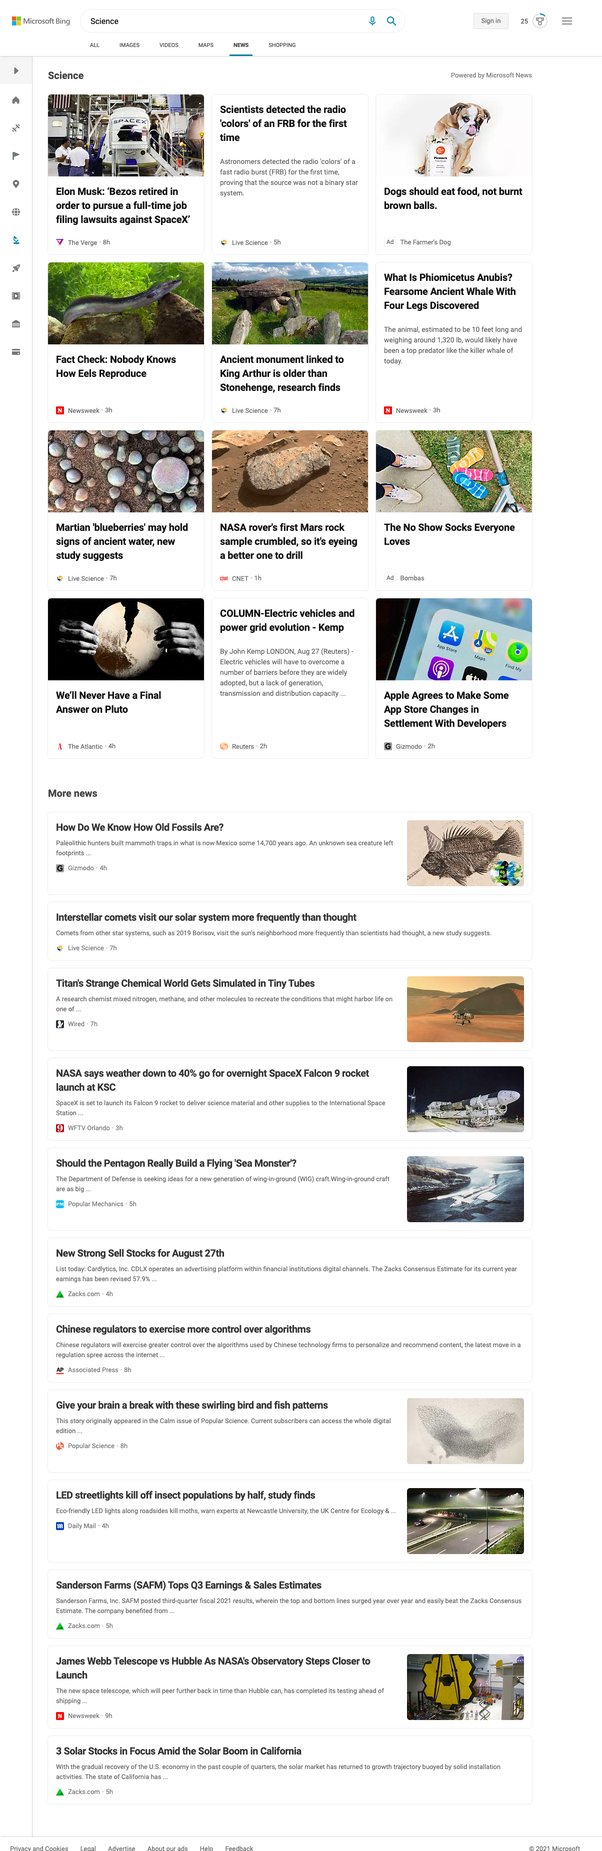 Microsoft Bing
Science
Sign in
25
ALL
IMAGES
VIDEOS
MAPS
NEWS
SHOPPING
Science
Powered by Microsoft News
SPACEX
Elon Musk: ‘Bezos retired in
order to pursue a full-time job
filing lawsuits against SpaceX’
The Verge · 8h
Scientists detected the radio
'colors' of an FRB for the first
time
Astronomers detected the radio 'colors' of a
fast radio burst (FRB) for the first time,
proving that the source was not a binary star
system.
Live Science · 5h
Dogs should eat food, not burnt
brown balls.
Ad The Farmer's Dog
Fact Check: Nobody Knows
How Eels Reproduce
Newsweek · 3h
Ancient monument linked to
King Arthur is older than
Stonehenge, research finds
Live Science · 7h
What Is Phiomicetus Anubis?
Fearsome Ancient Whale With
Four Legs Discovered
The animal, estimated to be 10 feet long and
weighing around 1,320 lb, would likely have
been a top predator like the killer whale of
today.
Newsweek · 3h
Martian 'blueberries' may hold
signs of ancient water, new
study suggests
Live Science · 7h
NASA rover's first Mars rock
sample crumbled, so it's eyeing
a better one to drill
CNET · 1h
The No Show Socks Everyone
Loves
Ad Bombas
We'll Never Have a Final
Answer on Pluto
The Atlantic · 4h
COLUMN-Electric vehicles and
power grid evolution - Kemp
By John Kemp LONDON, Aug 27 (Reuters) -
Electric vehicles will have to overcome a
number of barriers before they are widely
adopted, but a lack of generation,
transmission and distribution capacity ...
Reuters · 2h
App Store
Maps
Find My
Apple Agrees to Make Some
App Store Changes in
Settlement With Developers
Gizmodo · 2h
More news
How Do We Know How Old Fossils Are?
Paleolithic hunters built mammoth traps in what is now Mexico some 14,700 years ago. An unknown sea creature left
footprints ...
Gizmodo · 4h
Interstellar comets visit our solar system more frequently than thought
Comets from other star systems, such as 2019 Borisov, visit the sun's neighborhood more frequently than scientists had thought, a new study suggests.
Live Science · 7h
Titan's Strange Chemical World Gets Simulated in Tiny Tubes
A research chemist mixed nitrogen, methane, and other molecules to recreate the conditions that might harbor life on
one of ...
Wired · 7h
NASA says weather down to 40% go for overnight SpaceX Falcon 9 rocket
launch at KSC
SpaceX is set to launch its Falcon 9 rocket to deliver science material and other supplies to the International Space
Station ...
WFTV Orlando · 3h
Should the Pentagon Really Build a Flying 'Sea Monster'?
The Department of Defense is seeking ideas for a new generation of wing-in-ground (WIG) craft.Wing-in-ground craft
are as big ...
Popular Mechanics · 5h
New Strong Sell Stocks for August 27th
List today: Cardlytics, Inc. CDLX operates an advertising platform within financial institutions digital channels. The Zacks Consensus Estimate for its current year
earnings has been revised 57.9% ...
Zacks.com · 4h
Chinese regulators to exercise more control over algorithms
Chinese regulators will exercise greater control over the algorithms used by Chinese technology firms to personalize and recommend content, the latest move in a
regulation spree across the internet ...
AP Associated Press · 8h
Give your brain a break with these swirling bird and fish patterns
This story originally appeared in the Calm issue of Popular Science. Current subscribers can access the whole digital
edition ...
Popular Science · 8h
LED streetlights kill off insect populations by half, study finds
Eco-friendly LED lights along roadsides kill moths, warn experts at Newcastle University, the UK Centre for Ecology & ...
Daily Mail · 4h
Sanderson Farms (SAFM) Tops Q3 Earnings & Sales Estimates
Sanderson Farms, Inc. SAFM posted third-quarter fiscal 2021 results, wherein the top and bottom lines surged year over year and easily beat the Zacks Consensus
Estimate. The company benefited from ...
Zacks.com · 5h
James Webb Telescope vs Hubble As NASA's Observatory Steps Closer to
Launch
The new space telescope, which will peer further back in time than Hubble can, has completed its testing ahead of
shipping ...
Newsweek · 9h
3 Solar Stocks in Focus Amid the Solar Boom in California
With the gradual recovery of the U.S. economy in the past couple of quarters, the solar market has returned to growth trajectory buoyed by solid installation
activities. The state of California has ...
Zacks.com · 5h
Privacy and Cookies
Legal
Advertise
About our ads
Help
Feedback
© 2021 Microsoft